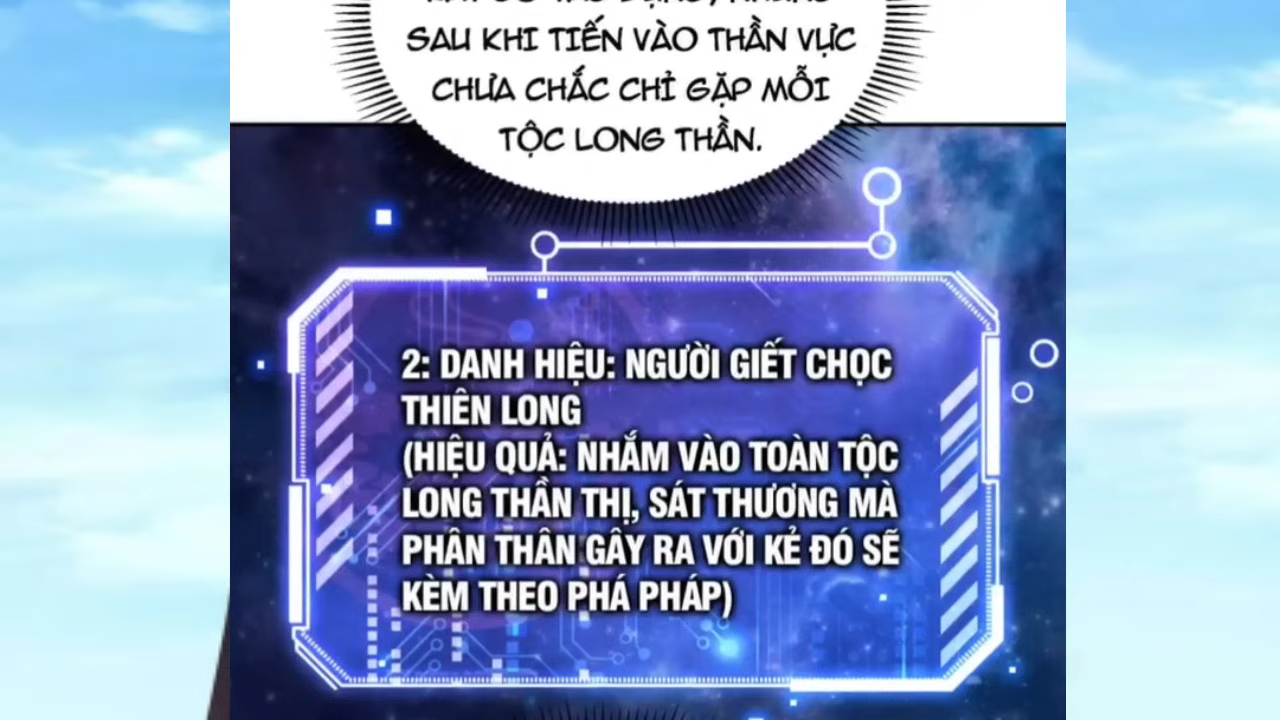 SAU KHI TIẾN VÀO THẦN VỰC
CHƯA CHẮC CHỈ GẶP MỖI
TỘC LONG THẦN.
2: DANH HIỆU: NGƯỜI GIẾT CHỌC
THIÊN LONG
(HIỆU QUẢ: NHẮM VÀO TOÀN TỘC
LONG THẦN THỊ, SÁT THƯƠNG MÀ
PHÂN THÂN GÂY RA VỚI KẺ ĐÓ SẼ
KÈM THEO PHÁ PHÁP)